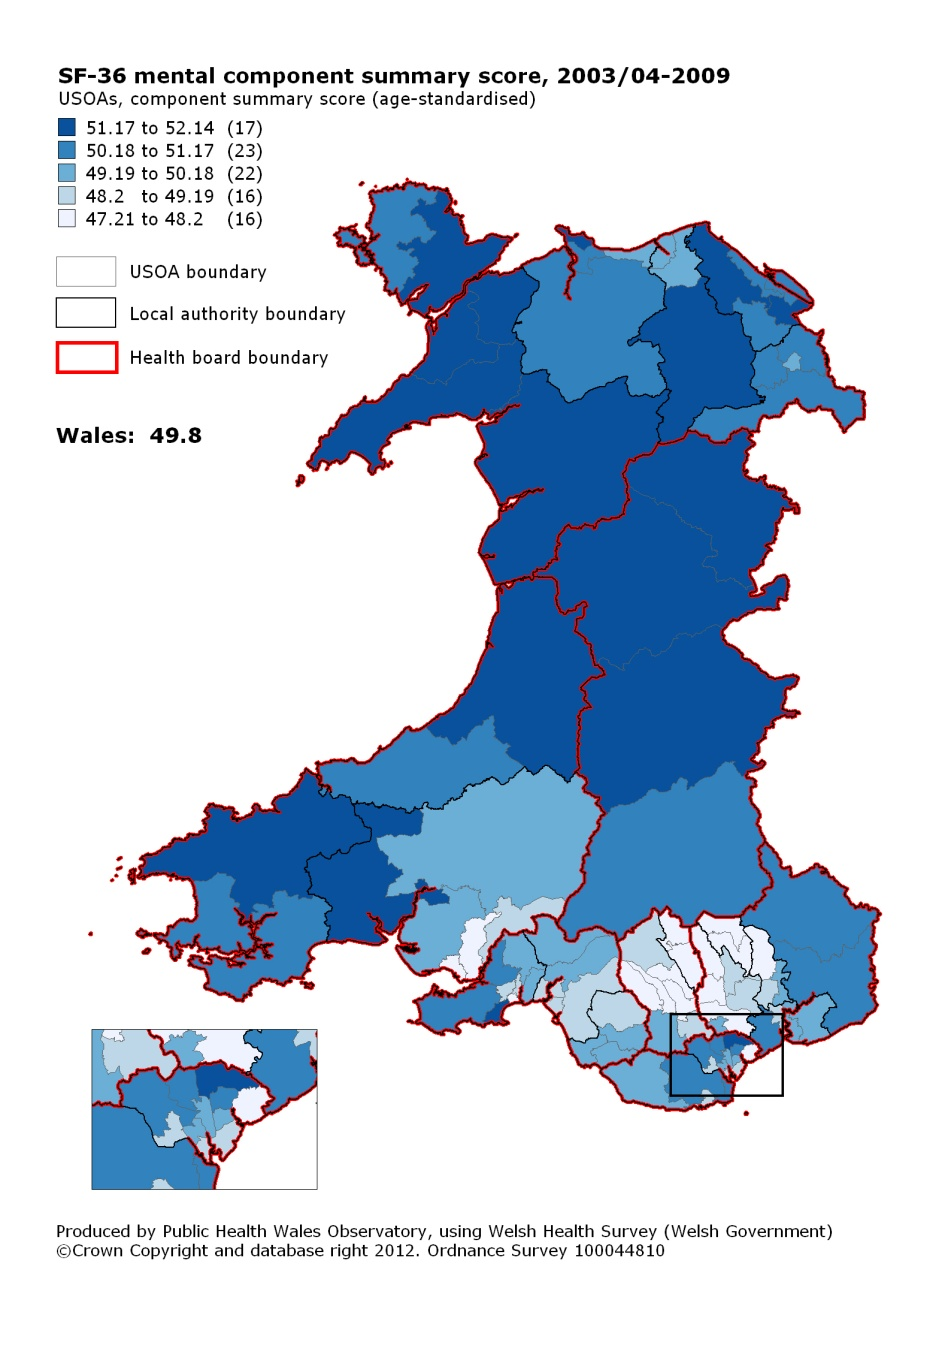 SF-36 mental component summary score, 2003/04-2009
USOAs, component summary score (age-standardised)
51.17 to 52.14 (17)
50.18 to 51.17 (23)
49.19 to 50.18 (22)
48.2 to 49.19 (16)
47.21 to 48.2 (16)
USOA boundary
Local authority boundary
Health board boundary
Wales: 49.8
Produced by Public Health Wales Observatory, using Welsh Health Survey (Welsh Government)
©Crown Copyright and database right 2012. Ordnance Survey 100044810